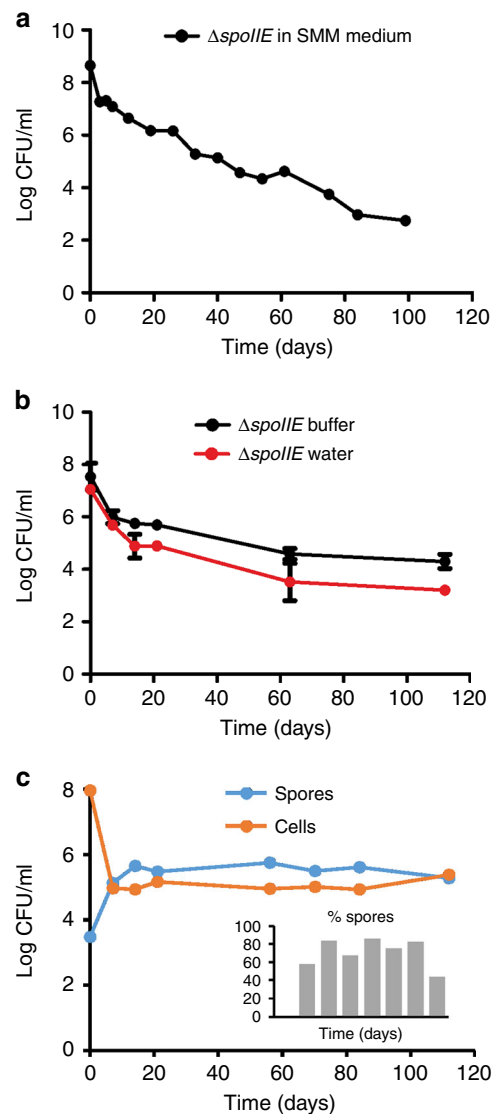 a
ΔspoIIE in SMM medium
Log CFU/ml
10
8
6
4
2
0
0 20 40 60 80 100 120
Time (days)
b
ΔspoIIE buffer
ΔspoIIE water
Log CFU/ml
10
8
6
4
2
0
0 20 40 60 80 100 120
Time (days)
c
Spores
Cells
Log CFU/ml
8
6
4
2
0
% spores
100
80
60
40
20
0
Time (days)
0 20 40 60 80 100 120
Time (days)